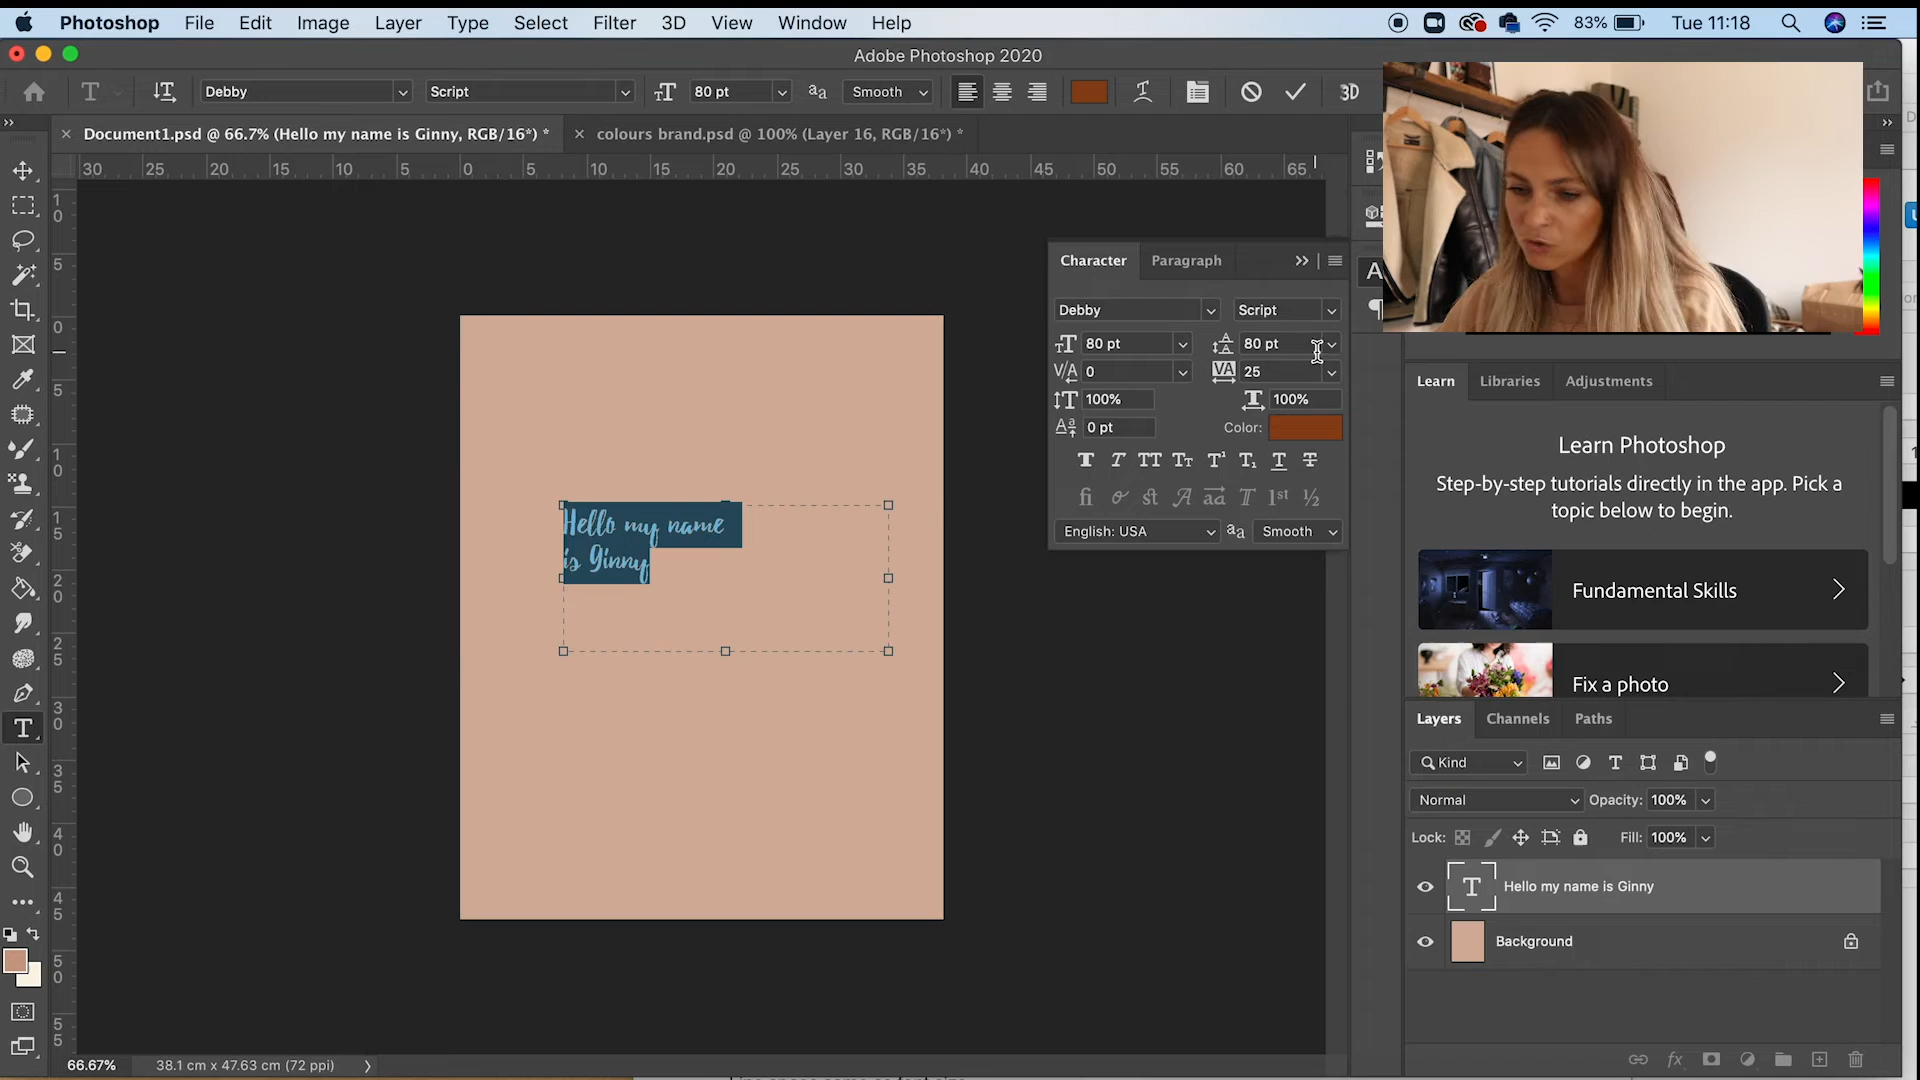 Photoshop File Edit Image Layer Type Select Filter 3D View Window Help 83% Tue 11:18
Adobe Photoshop 2020
Debby Script 80 pt Smooth 3D
Document1.psd @ 66.7% (Hello my name is Ginny, RGB/16*) * colours brand.psd @ 100% (Layer 16, RGB/16*) *
30 25 20 15 10 5 0 5 10 15 20 25 30 35 40 45 50 55 60 65
Character Paragraph
Debby Script
80 pt 80 pt
0 25
100% 100%
0 pt Color:
English: USA Smooth
Hello my name
is Ginny
Learn Libraries Adjustments
Learn Photoshop
Step-by-step tutorials directly in the app. Pick a
topic below to begin.
Fundamental Skills
Fix a photo
Layers Channels Paths
Kind
Normal Opacity: 100%
Lock: Fill: 100%
Hello my name is Ginny
Background
66.67% 38.1 cm x 47.63 cm (72 ppi)